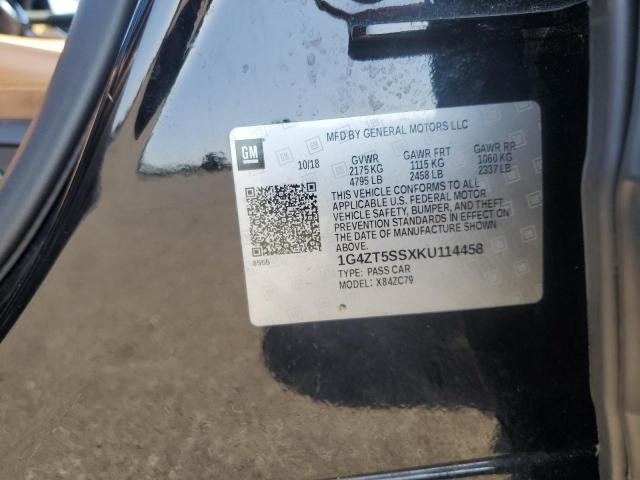 MFD BY GENERAL MOTORS LLC
GM
10/18
GVWR GAWR FRT GAWR RR
2175 KG 1115 KG 1060 KG
4795 LB 2458 LB 2337 LB
THIS VEHICLE CONFORMS TO ALL
APPLICABLE U.S. FEDERAL MOTOR
VEHICLE SAFETY, BUMPER, AND THEFT
PREVENTION STANDARDS IN EFFECT ON
THE DATE OF MANUFACTURE SHOWN
ABOVE.
8555
1G4ZT5SSXKU114458
TYPE: PASS CAR
MODEL: X84ZC79